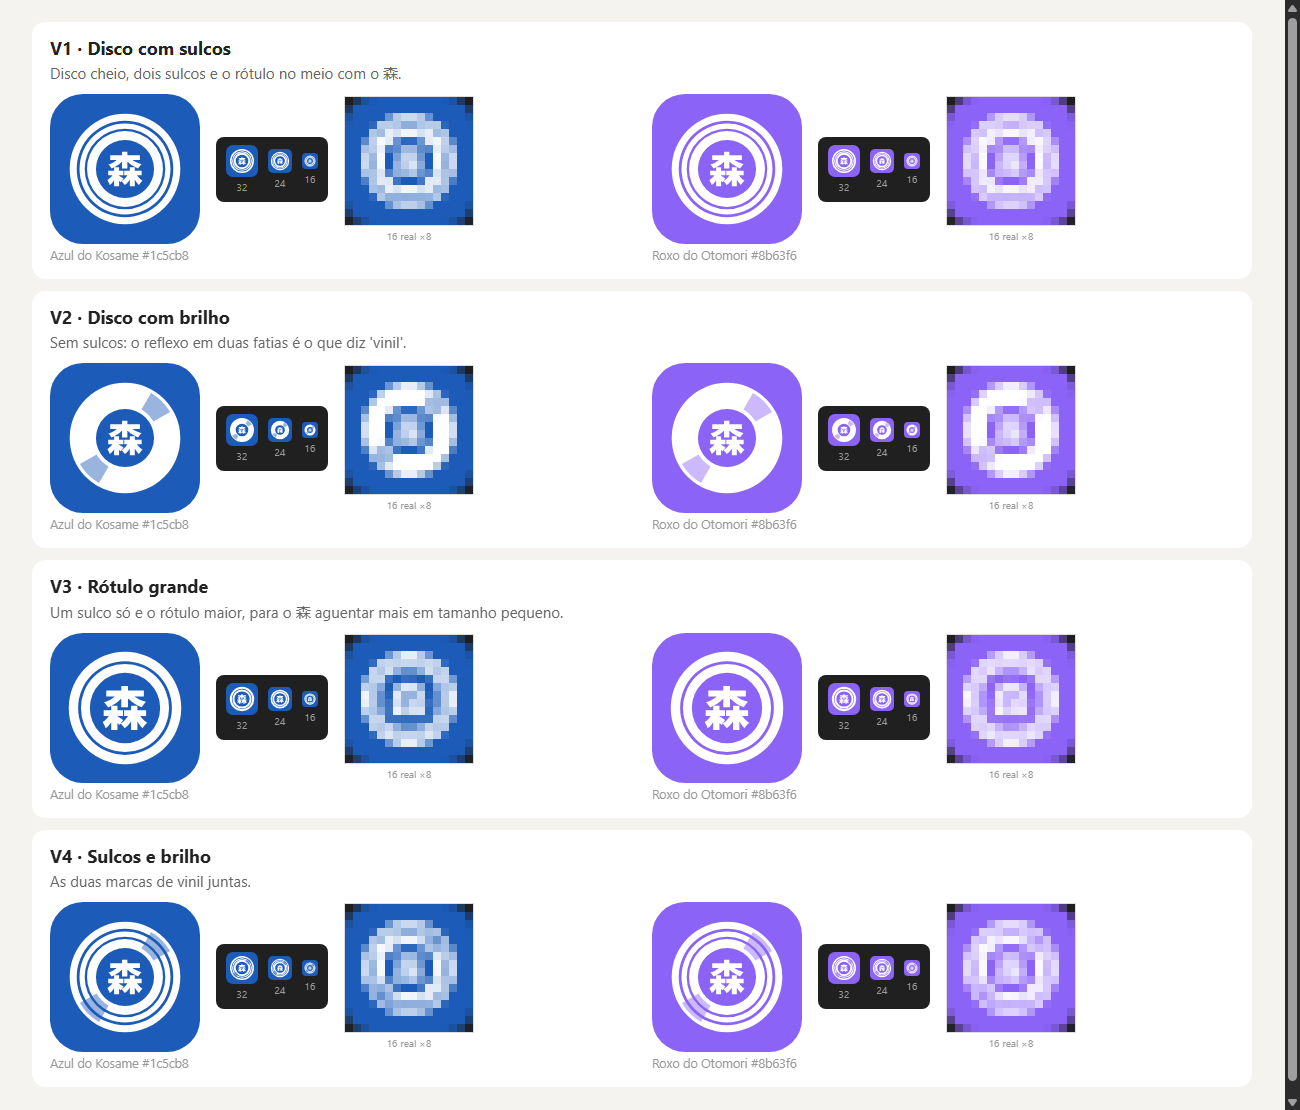 V1 · Disco com sulcos
Disco cheio, dois sulcos e o rótulo no meio com o 森.
森
森
32
24
16
16 real ×8
16 real ×8
32
24
16
Azul do Kosame #1c5cb8
Roxo do Otomori #8b63f6
V2 · Disco com brilho
Sem sulcos: o reflexo em duas fatias é o que diz 'vinil'.
森
森
32
24
16
16 real ×8
32
24
16
16 real ×8
Azul do Kosame #1c5cb8
Roxo do Otomori #8b63f6
V3 · Rótulo grande
Um sulco só e o rótulo maior, para o 森 aguentar mais em tamanho pequeno.
森
森
32
24
16
16 real ×8
32
24
16
16 real ×8
Azul do Kosame #1c5cb8
Roxo do Otomori #8b63f6
V4 · Sulcos e brilho
As duas marcas de vinil juntas.
森
森
32
24
16
16 real ×8
32
24
16
16 real ×8
Azul do Kosame #1c5cb8
Roxo do Otomori #8b63f6